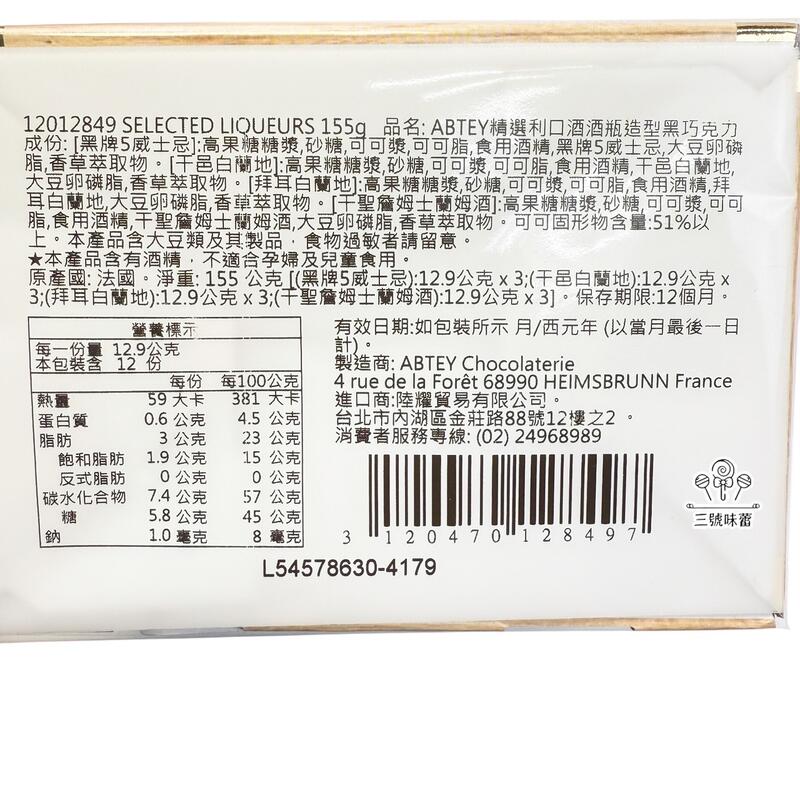 12012849 SELECTED LIQUEURS 155g 品名: ABTEY精選利口酒酒瓶造型黑巧克力
成份: [黑牌5威士忌]:高果糖糖漿,砂糖,可可漿,可可脂,食用酒精,黑牌5威士忌,大豆卵磷
脂,香草萃取物。[干邑白蘭地]:高果糖糖漿,砂糖,可可漿,可可脂,食用酒精,干邑白蘭地,
大豆卵磷脂,香草萃取物。[拜耳白蘭地]:高果糖糖漿,砂糖,可可漿,可可脂,食用酒精,拜
耳白蘭地,大豆卵磷脂,香草萃取物。[干聖詹姆士蘭姆酒]:高果糖糖漿,砂糖,可可漿,可可
脂,食用酒精,干聖詹姆士蘭姆酒,大豆卵磷脂,香草萃取物。可可固形物含量:51%以
上。本產品含大豆類及其製品，食物過敏者請留意。
★本產品含有酒精，不適合孕婦及兒童食用。
原產國: 法國。淨重: 155 公克 [(黑牌5威士忌):12.9公克 x 3;(干邑白蘭地):12.9公克 x
3;(拜耳白蘭地):12.9公克 x 3;(干聖詹姆士蘭姆酒):12.9公克 x 3]。保存期限:12個月。
營養標示
每一份量 12.9公克
本包裝含 12 份
每份 每100公克
熱量 59 大卡 381 大卡
蛋白質 0.6 公克 4.5 公克
脂肪 3 公克 23 公克
飽和脂肪 1.9 公克 15 公克
反式脂肪 0 公克 0 公克
碳水化合物 7.4 公克 57 公克
糖 5.8 公克 45 公克
鈉 1.0 毫克 8 毫克
有效日期:如包裝所示 月/西元年 (以當月最後一日
計)。
製造商: ABTEY Chocolaterie
4 rue de la Forêt 68990 HEIMSBRUNN France
進口商:陸耀貿易有限公司。
台北市內湖區金莊路88號12樓之2 。
消費者服務專線: (02) 24968989
3 120470 128497
三號味蕾
L54578630-4179